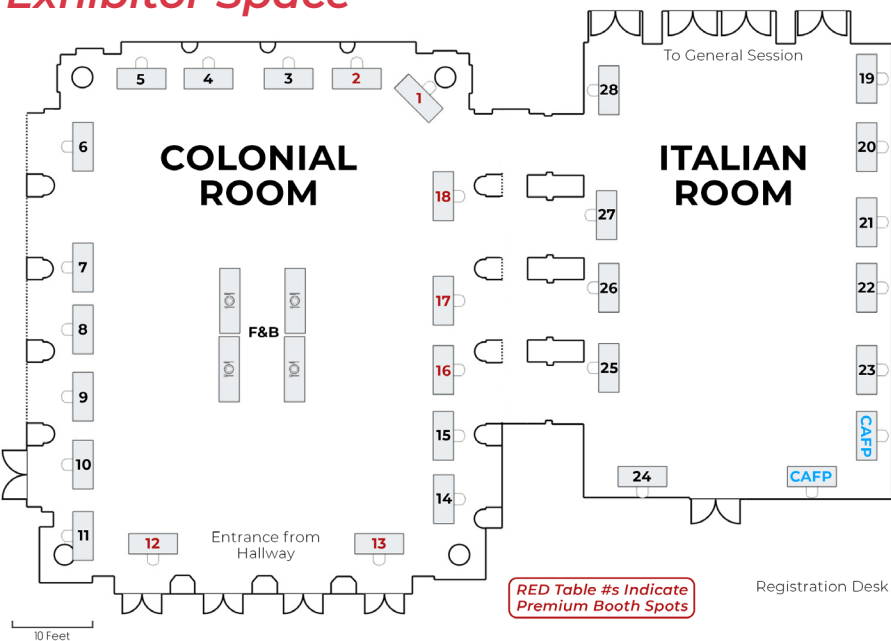 Exhibitor Space
To General Session
5
4
3
2
1
28
19
6
COLONIAL
ROOM
ITALIAN
ROOM
20
18
27
21
7
17
26
22
8
F&B
16
25
23
9
15
CAFP
10
14
24
CAFP
11
12
Entrance from
Hallway
13
RED Table #s Indicate
Premium Booth Spots
Registration Desk
10 Feet